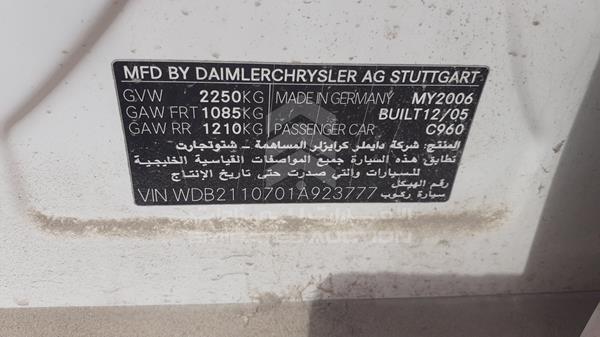 MFD BY DAIMLERCHRYSLER AG STUTTGART
G.V.W 2250KG MADE IN GERMANY MY2006
GAW FRT 1085KG BUILT12/05
GAW RR 1210KG PASSENGER CAR C960
المنتج: شركة دايملر كرايزلر المساهمة - شتوتجارت
تطابق هذه السيارة جميع المواصفات القياسية الخليجية
للسيارات والتي صدرت حتى تاريخ الإنتاج
رقم الهيكل
VIN WDB2110701A923777
سيارة ركوب